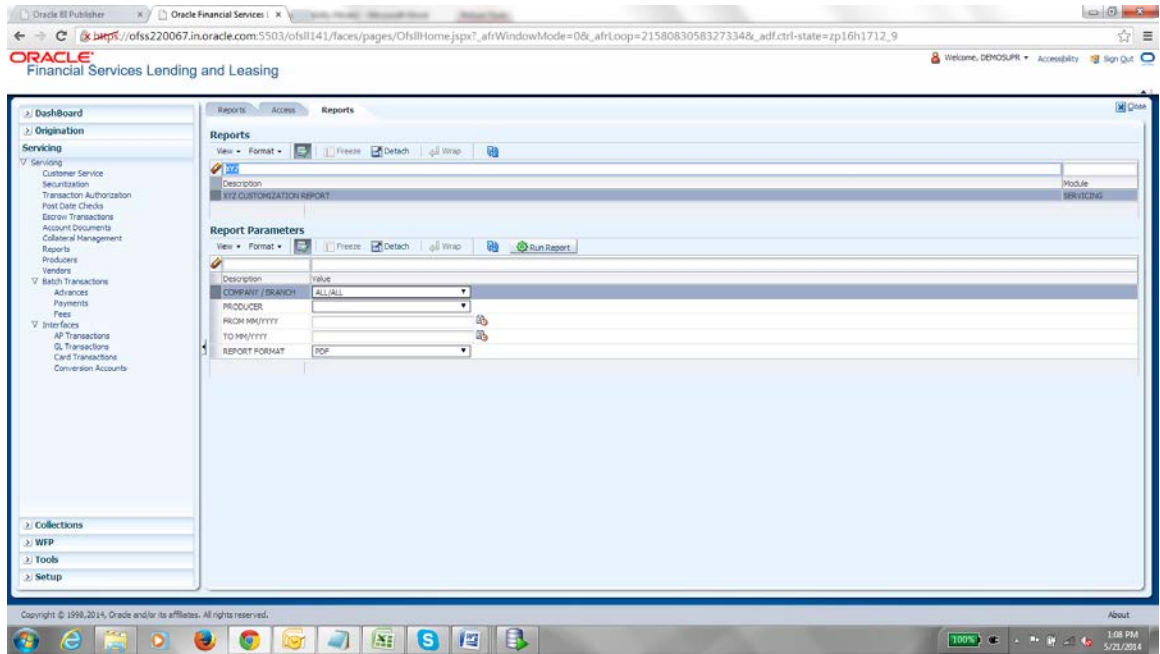 Oracle BI Publisher
Oracle Financial Services L
https://ofss220067.in.oracle.com:5503/ofsll141/faces/pages/OfsllHome.jspx?_afrWindowMode=0&_afrLoop=2158083058327334&_adf.ctrl-state=zp16h1712_9
ORACLE
Financial Services Lending and Leasing
Welcome, DEMOSUPR Accessibility Sign Out
DashBoard
Origination
Servicing
Servicing
Customer Service
Securitization
Transaction Authorization
Post Date Checks
Escrow Transactions
Account Documents
Collateral Management
Reports
Producers
Vendors
Batch Transactions
Advances
Payments
Fees
Interfaces
AP Transactions
GL Transactions
Card Transactions
Conversion Accounts
Collections
WFP
Tools
Setup
Reports Access Reports Close
Reports
View Format Freeze Detach Wrap
XYZ
Description Module
XYZ CUSTOMIZATION REPORT SERVICING
Report Parameters
View Format Freeze Detach Wrap Run Report
Description Value
COMPANY / BRANCH ALL/ALL
PRODUCER
FROM MM/YYYY
TO MM/YYYY
REPORT FORMAT PDF
Copyright © 1998,2014, Oracle and/or its affiliates. All rights reserved. About
100% 1:08 PM
5/21/2014